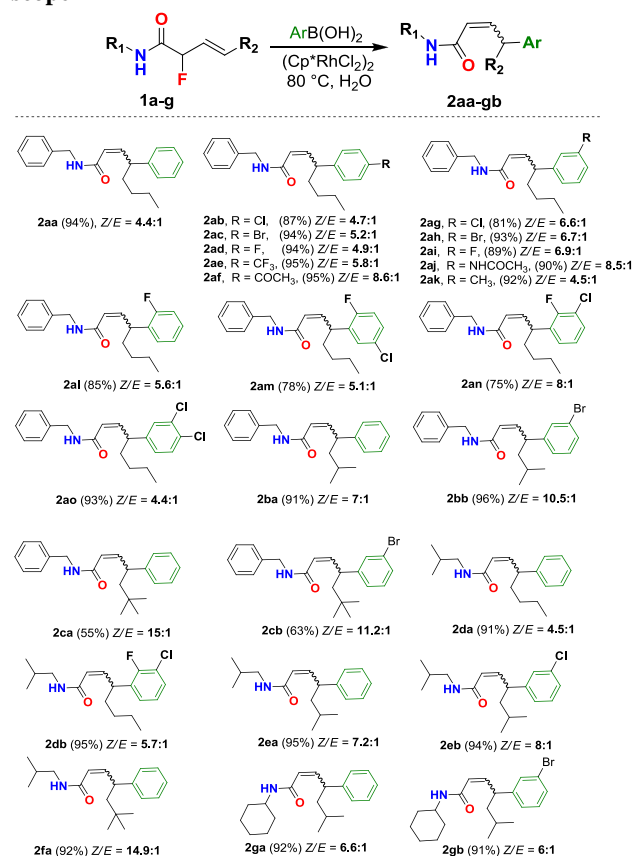 scope
R1 N H O F R2
ArB(OH)2
(Cp*RhCl2)2
80 °C, H2O
R1 N H O Ar R2
1a-g
2aa-gb
HN O
HN O R
HN O R
2aa (94%), Z/E = 4.4:1
2ab, R = Cl, (87%) Z/E = 4.7:1
2ac, R = Br, (94%) Z/E = 5.2:1
2ad, R = F, (94%) Z/E = 4.9:1
2ae, R = CF3, (95%) Z/E = 5.8:1
2af, R = COCH3, (95%) Z/E = 8.6:1
2ag, R = Cl, (81%) Z/E = 6.6:1
2ah, R = Br, (93%) Z/E = 6.7:1
2ai, R = F, (89%) Z/E = 6.9:1
2aj, R = NHCOCH3, (90%) Z/E = 8.5:1
2ak, R = CH3, (92%) Z/E = 4.5:1
HN O F
HN O F Cl
HN O F Cl
2al (85%) Z/E = 5.6:1
2am (78%) Z/E = 5.1:1
2an (75%) Z/E = 8:1
HN O Cl Cl
HN O
HN O Br
2ao (93%) Z/E = 4.4:1
2ba (91%) Z/E = 7:1
2bb (96%) Z/E = 10.5:1
HN O
HN O Br
HN O
2ca (55%) Z/E = 15:1
2cb (63%) Z/E = 11.2:1
2da (91%) Z/E = 4.5:1
HN O F Cl
HN O
HN O Cl
2db (95%) Z/E = 5.7:1
2ea (95%) Z/E = 7.2:1
2eb (94%) Z/E = 8:1
HN O
HN O
HN O Br
2fa (92%) Z/E = 14.9:1
2ga (92%) Z/E = 6.6:1
2gb (91%) Z/E = 6:1